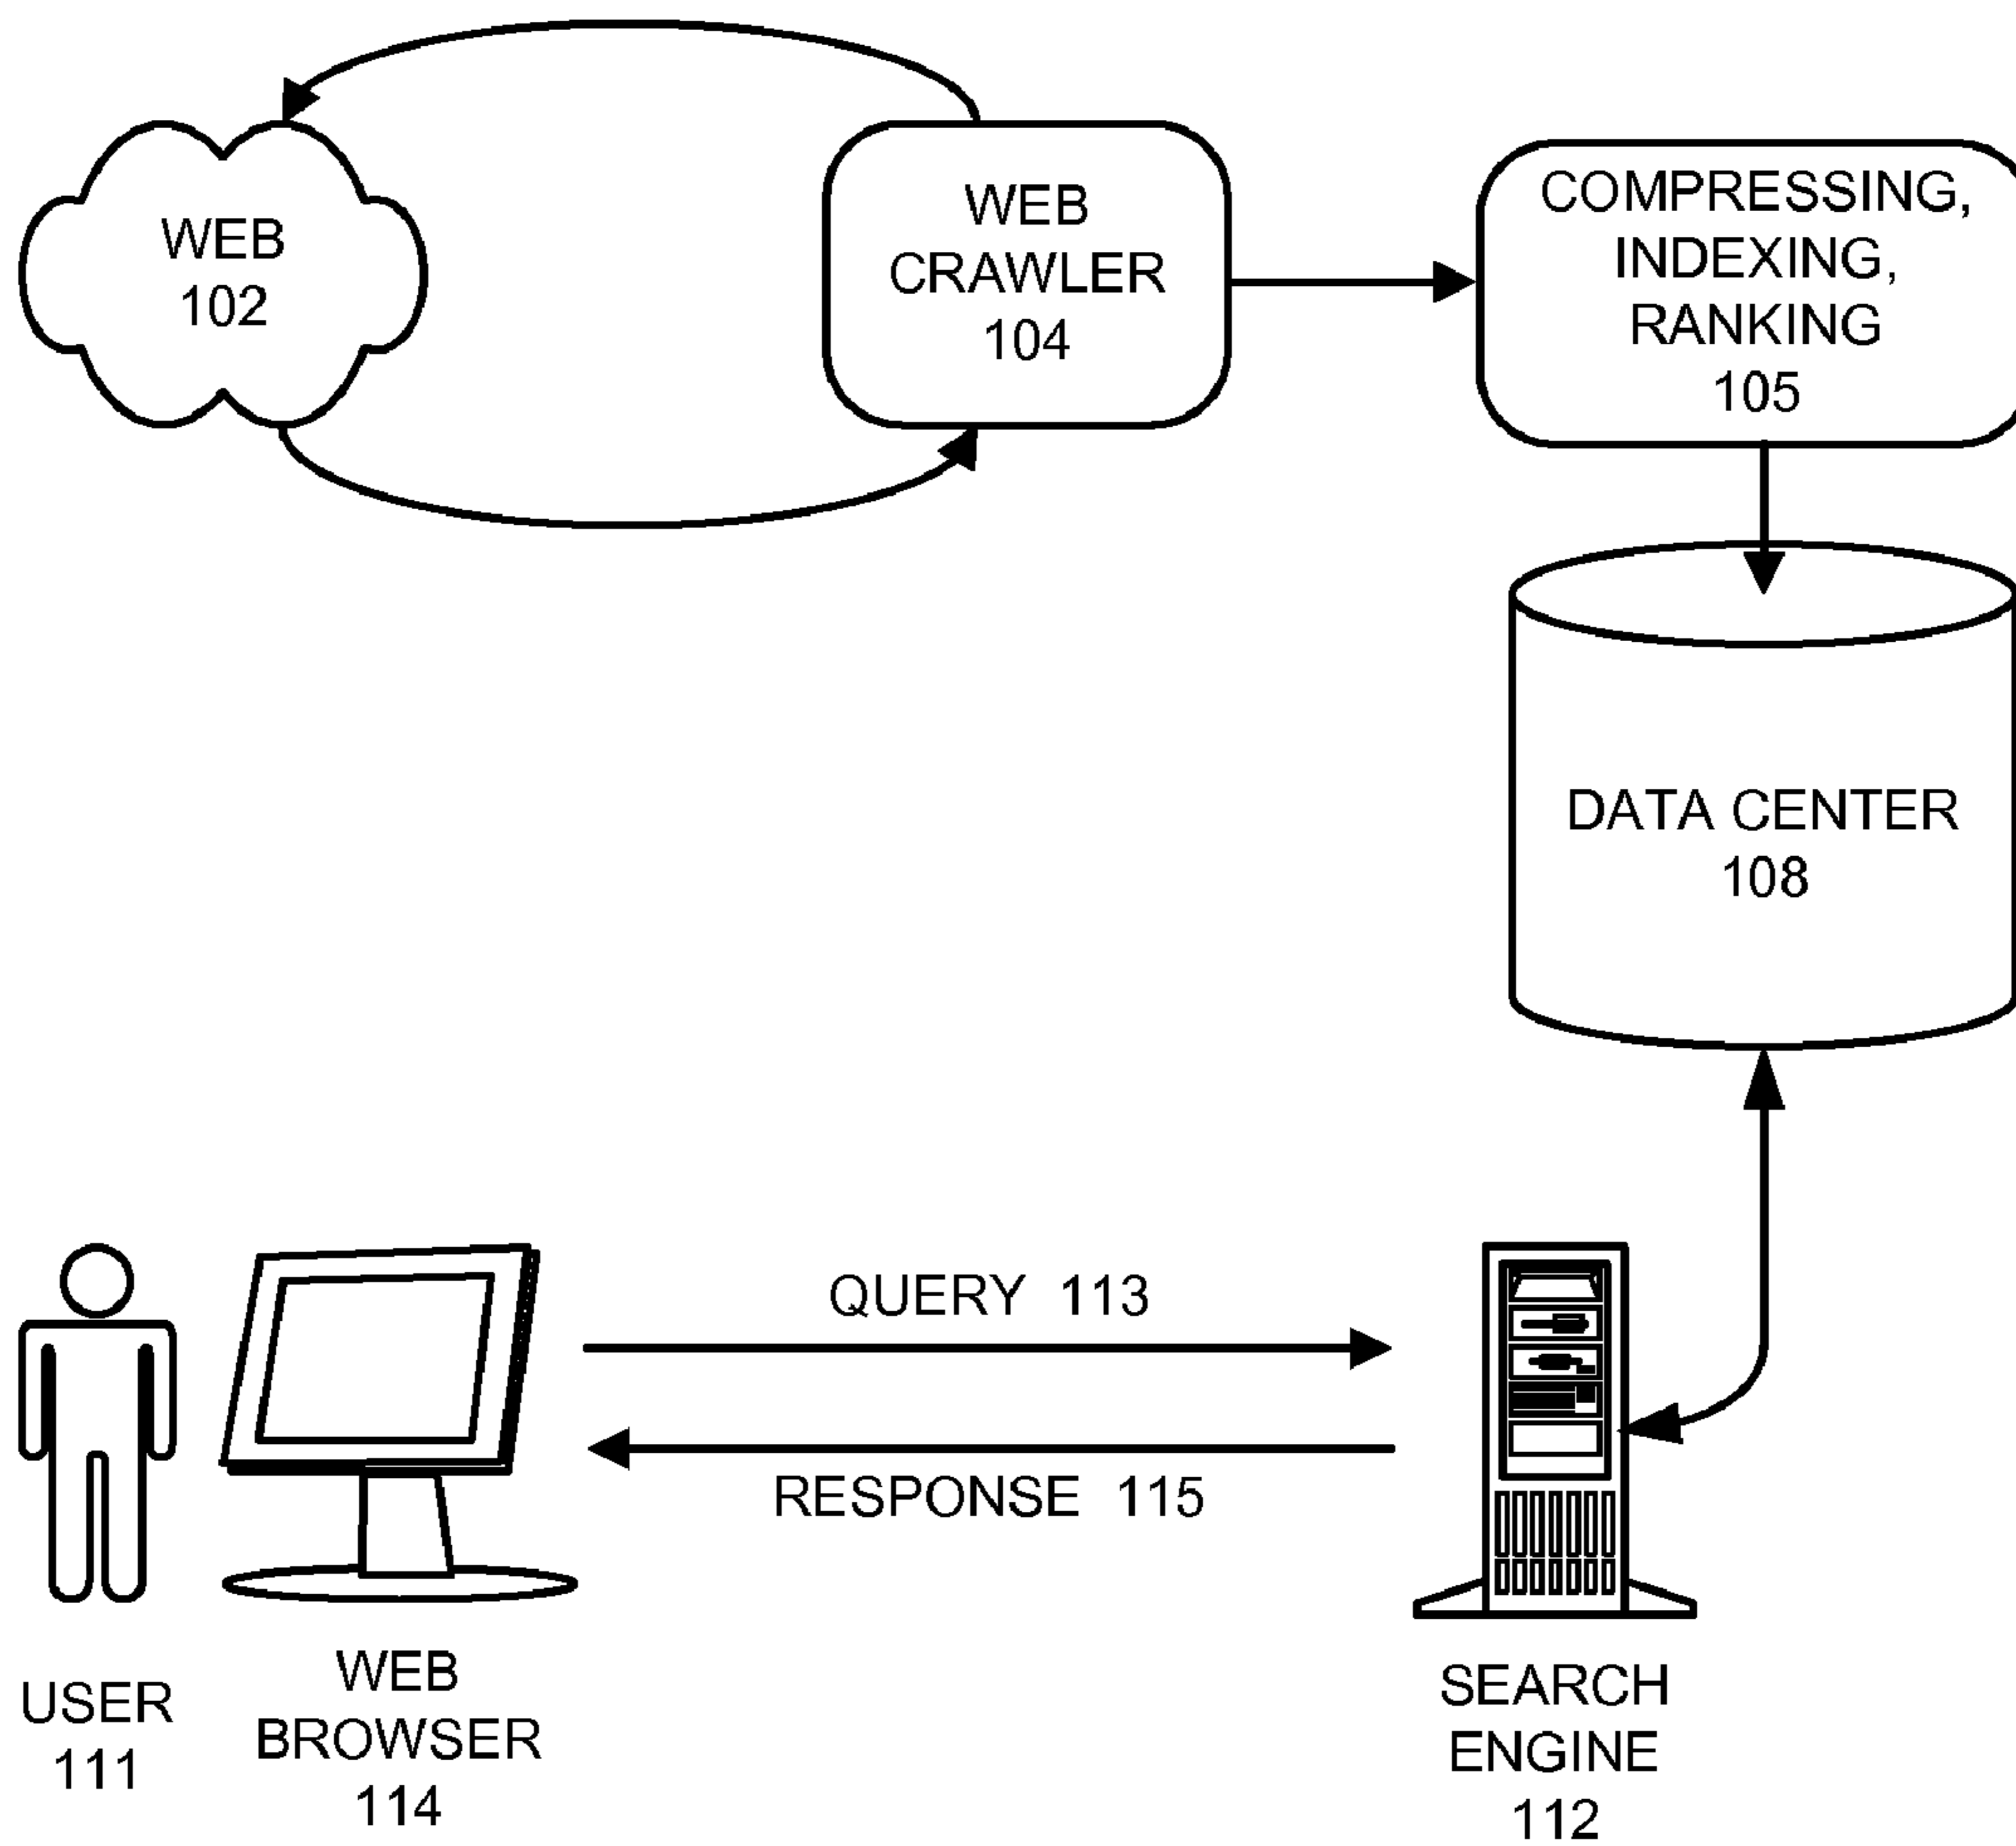 WEB
102
WEB
CRAWLER
104
COMPRESSING,
INDEXING,
RANKING
105
DATA CENTER
108
QUERY 113
RESPONSE 115
USER
111
WEB
BROWSER
114
SEARCH
ENGINE
112